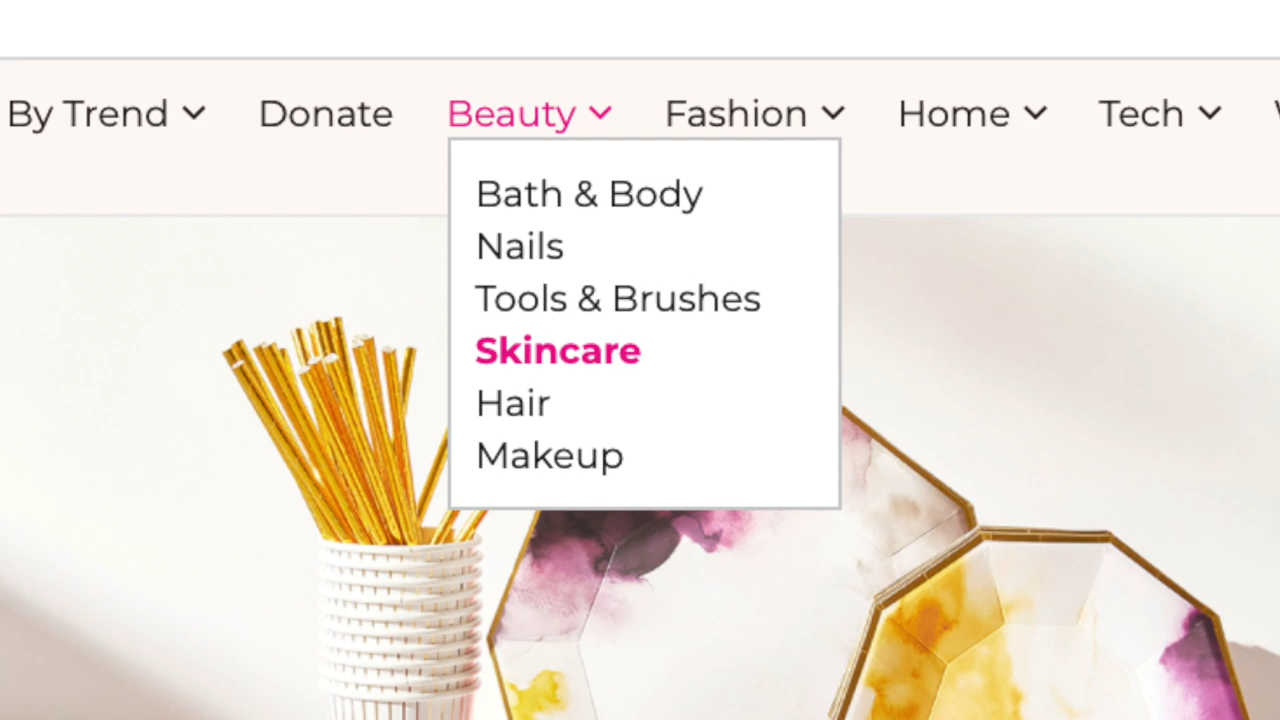 By Trend Donate Beauty Fashion Home Tech
Bath & Body
Nails
Tools & Brushes
Skincare
Hair
Makeup